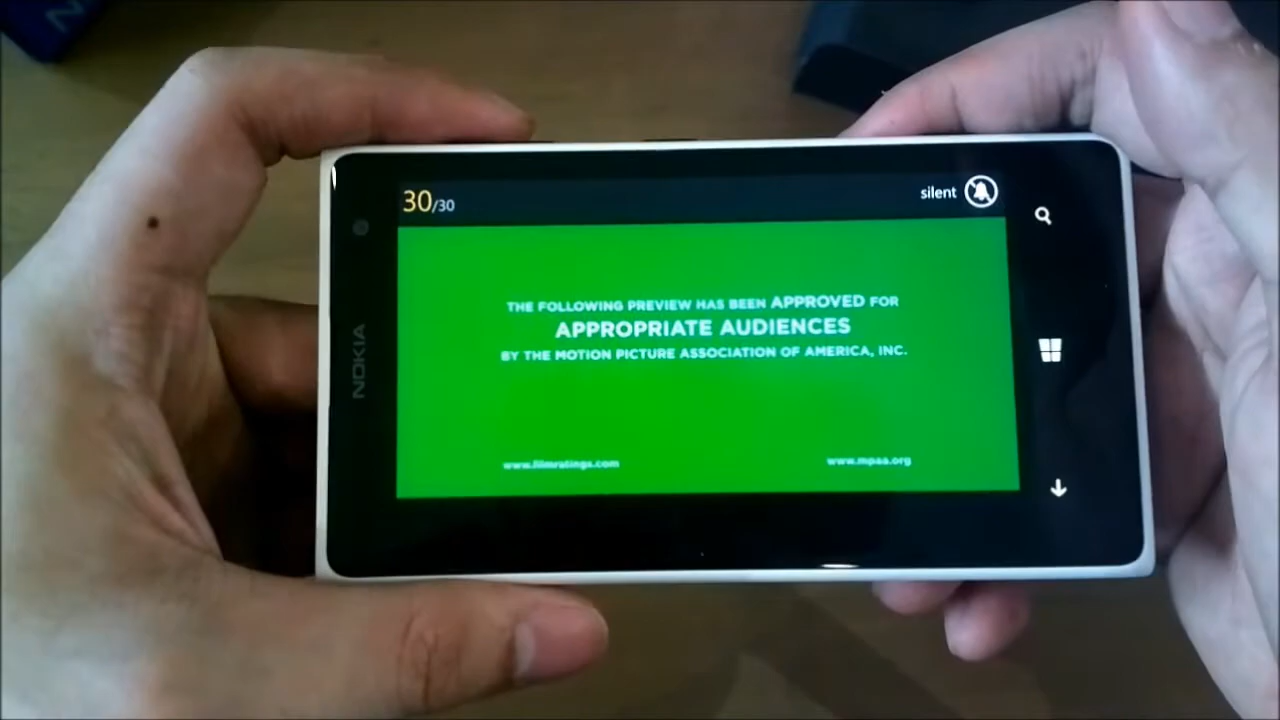 30/30
silent
NOKIA
THE FOLLOWING PREVIEW HAS BEEN APPROVED FOR
APPROPRIATE AUDIENCES
BY THE MOTION PICTURE ASSOCIATION OF AMERICA, INC.
www.filmratings.com
www.mpaa.org